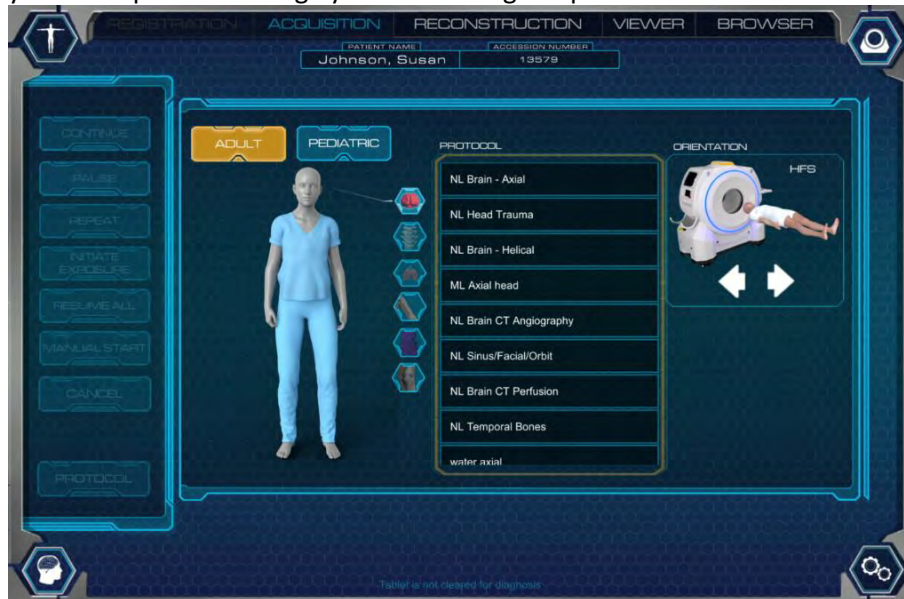 REGISTRATION ACQUISITION RECONSTRUCTION VIEWER BROWSER
PATIENT NAME ACCESSION NUMBER
Johnson, Susan 13579
CONTINUE
PAUSE
REPEAT
INITIATE
EXPOSURE
RESUME ALL
MANUAL START
CANCEL
PROTOCOL
ADULT PEDIATRIC
PROTOCOL
NL Brain - Axial
NL Head Trauma
NL Brain - Helical
ML Axial head
NL Brain CT Angiography
NL Sinus/Facial/Orbit
NL Brain CT Perfusion
NL Temporal Bones
water axial
ORIENTATION
HFS
Tablet is not cleared for diagnosis